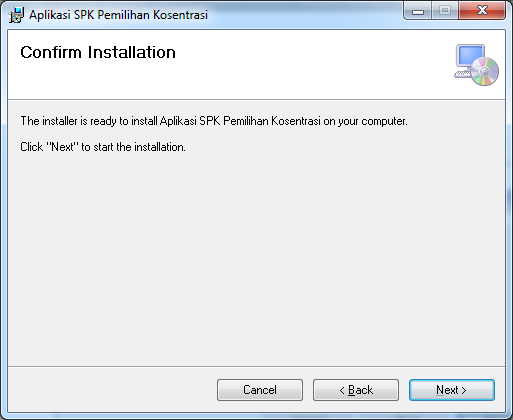 Aplikasi SPK Pemilihan Kosentrasi
Confirm Installation
The installer is ready to install Aplikasi SPK Pemilihan Kosentrasi on your computer.
Click "Next" to start the installation.
Cancel
< Back
Next >